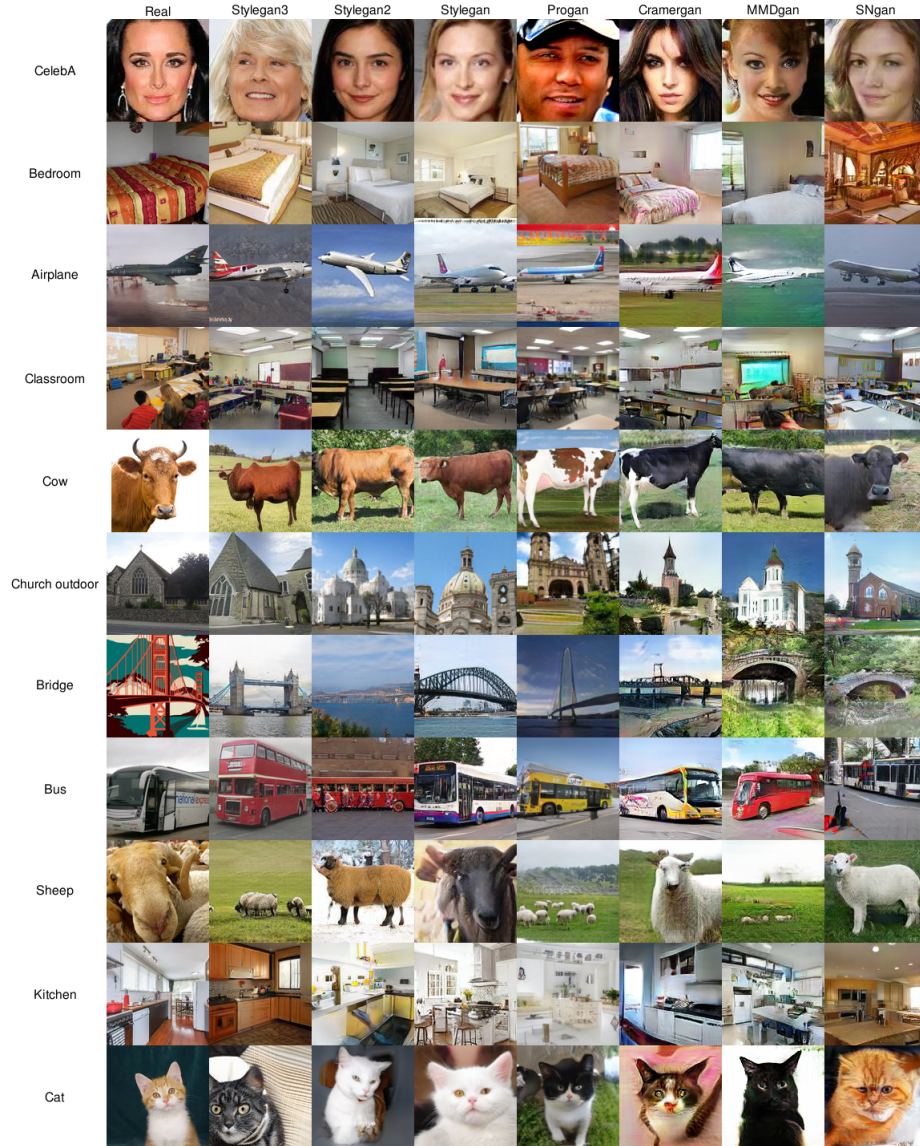 Real Stylegan3 Stylegan2 Stylegan Progan Cramergan MMDgan SNgan
CelebA
Bedroom
Airplane
Classroom
Cow
Church outdoor
Bridge
Bus
Sheep
Kitchen
Cat